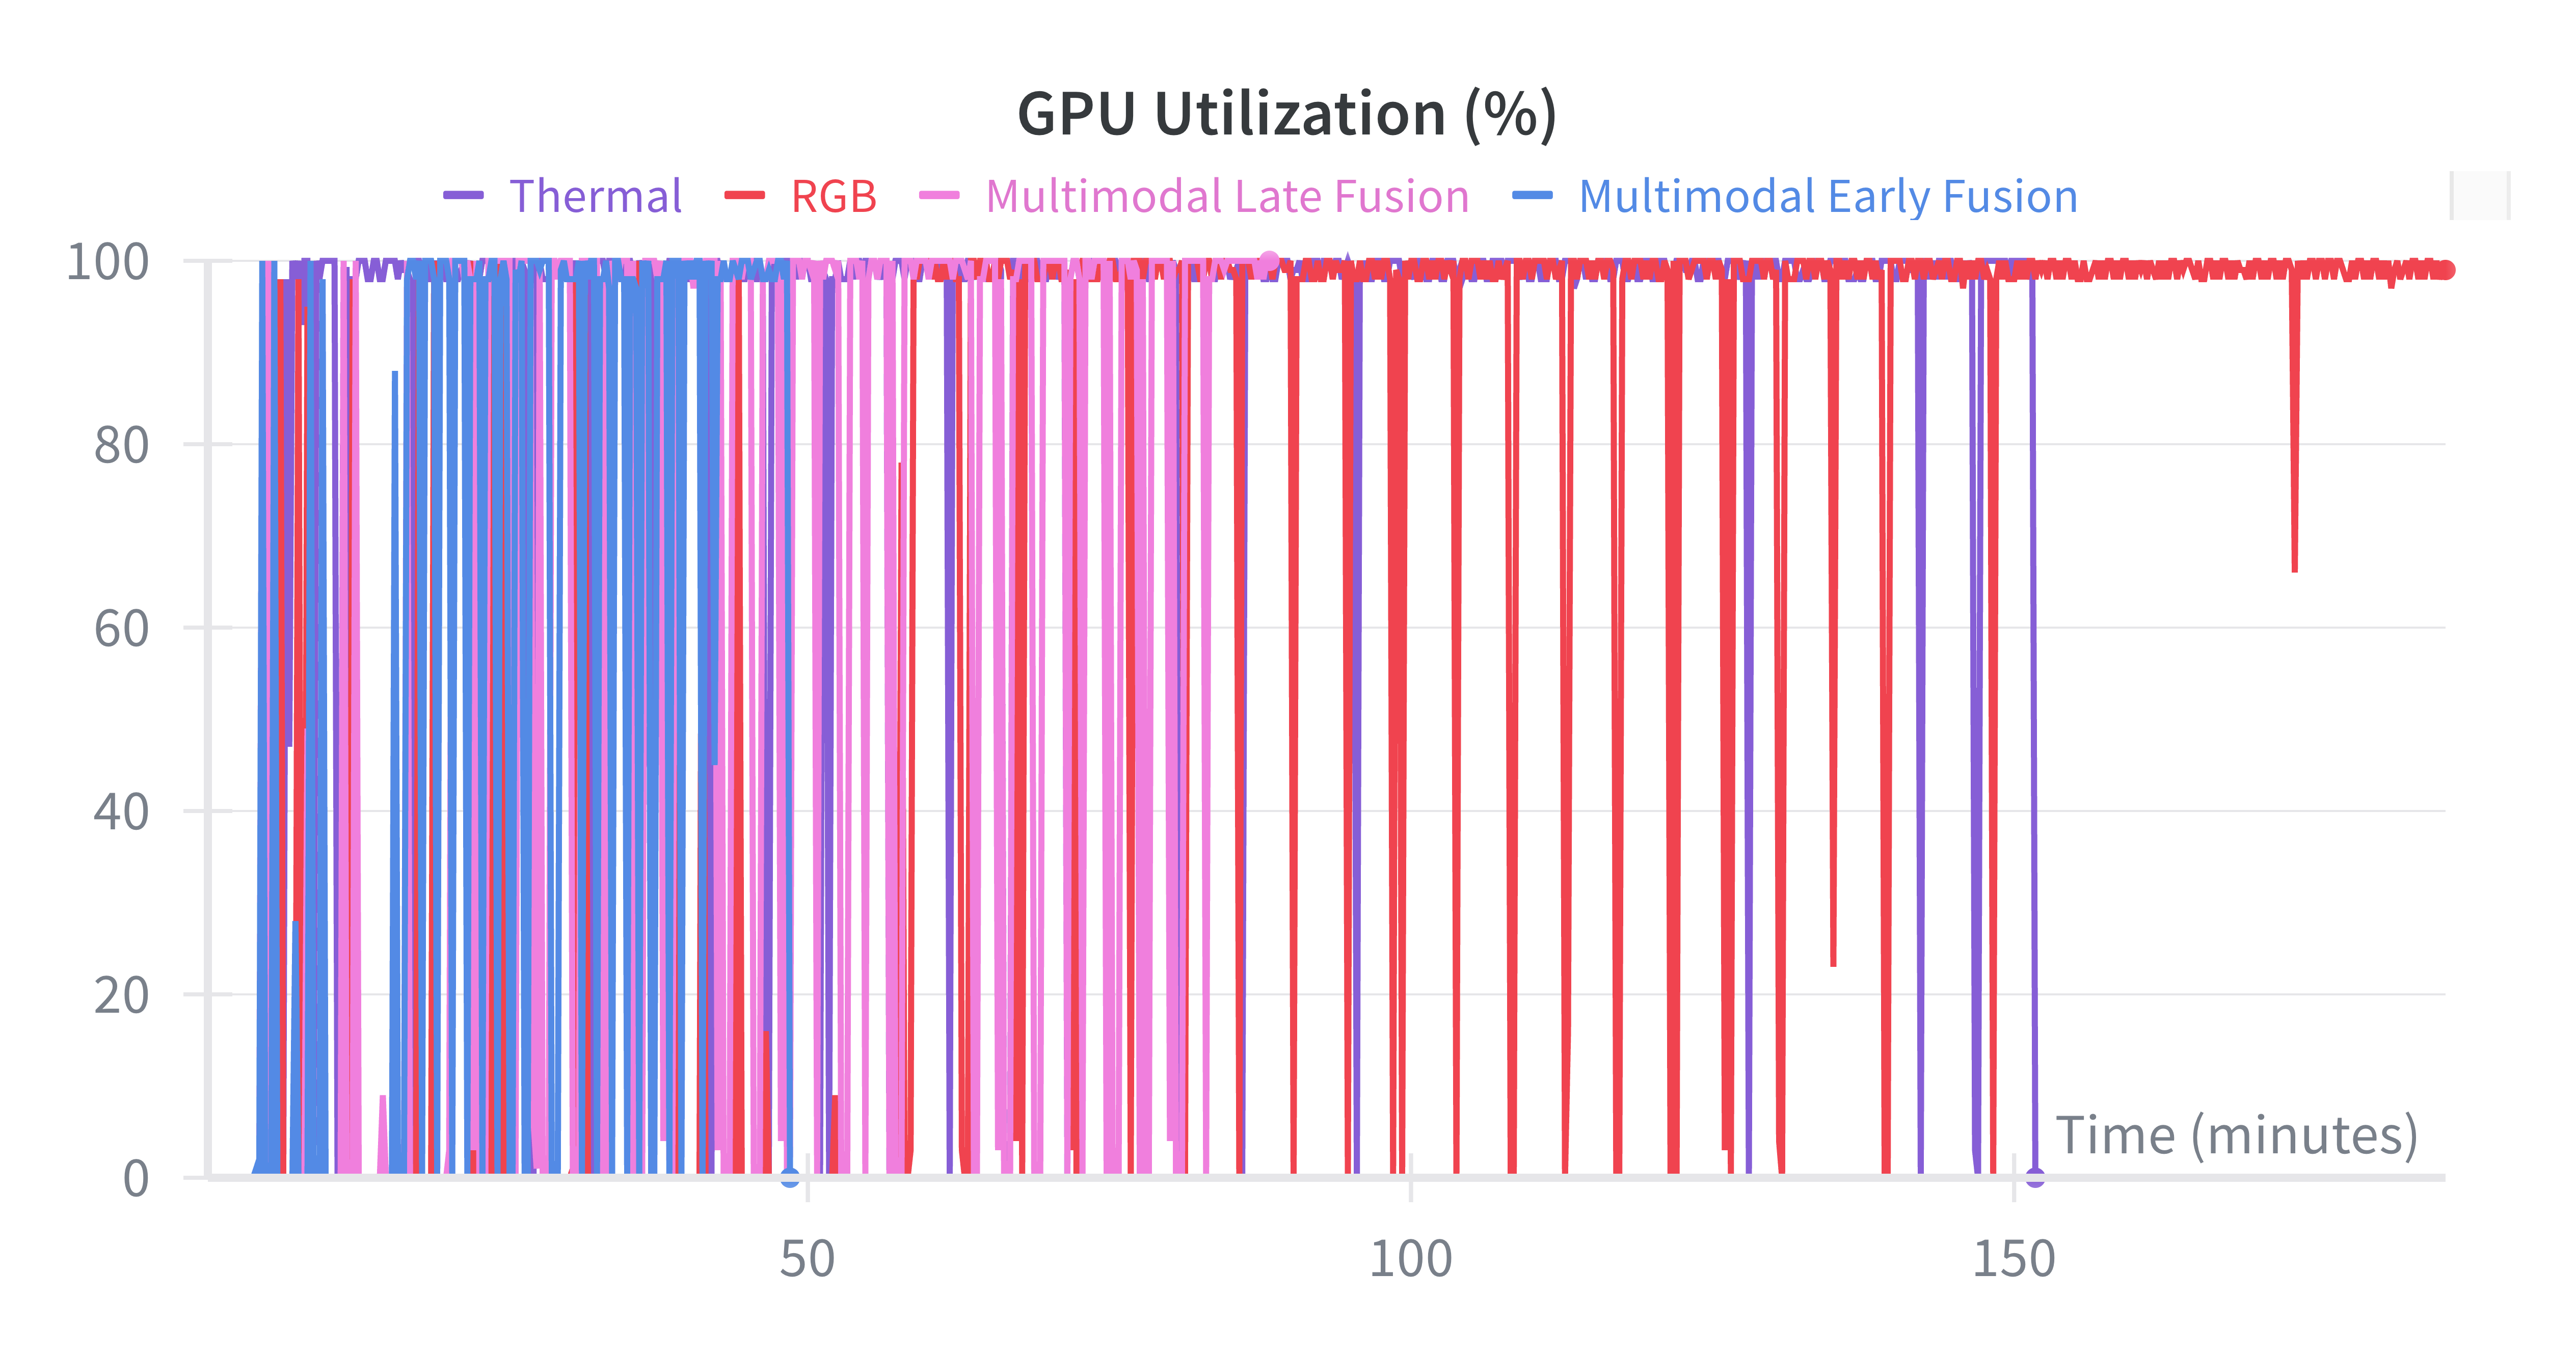 GPU Utilization (%)
Thermal RGB Multimodal Late Fusion Multimodal Early Fusion
100
80
60
40
20
0
Time (minutes)
50 100 150